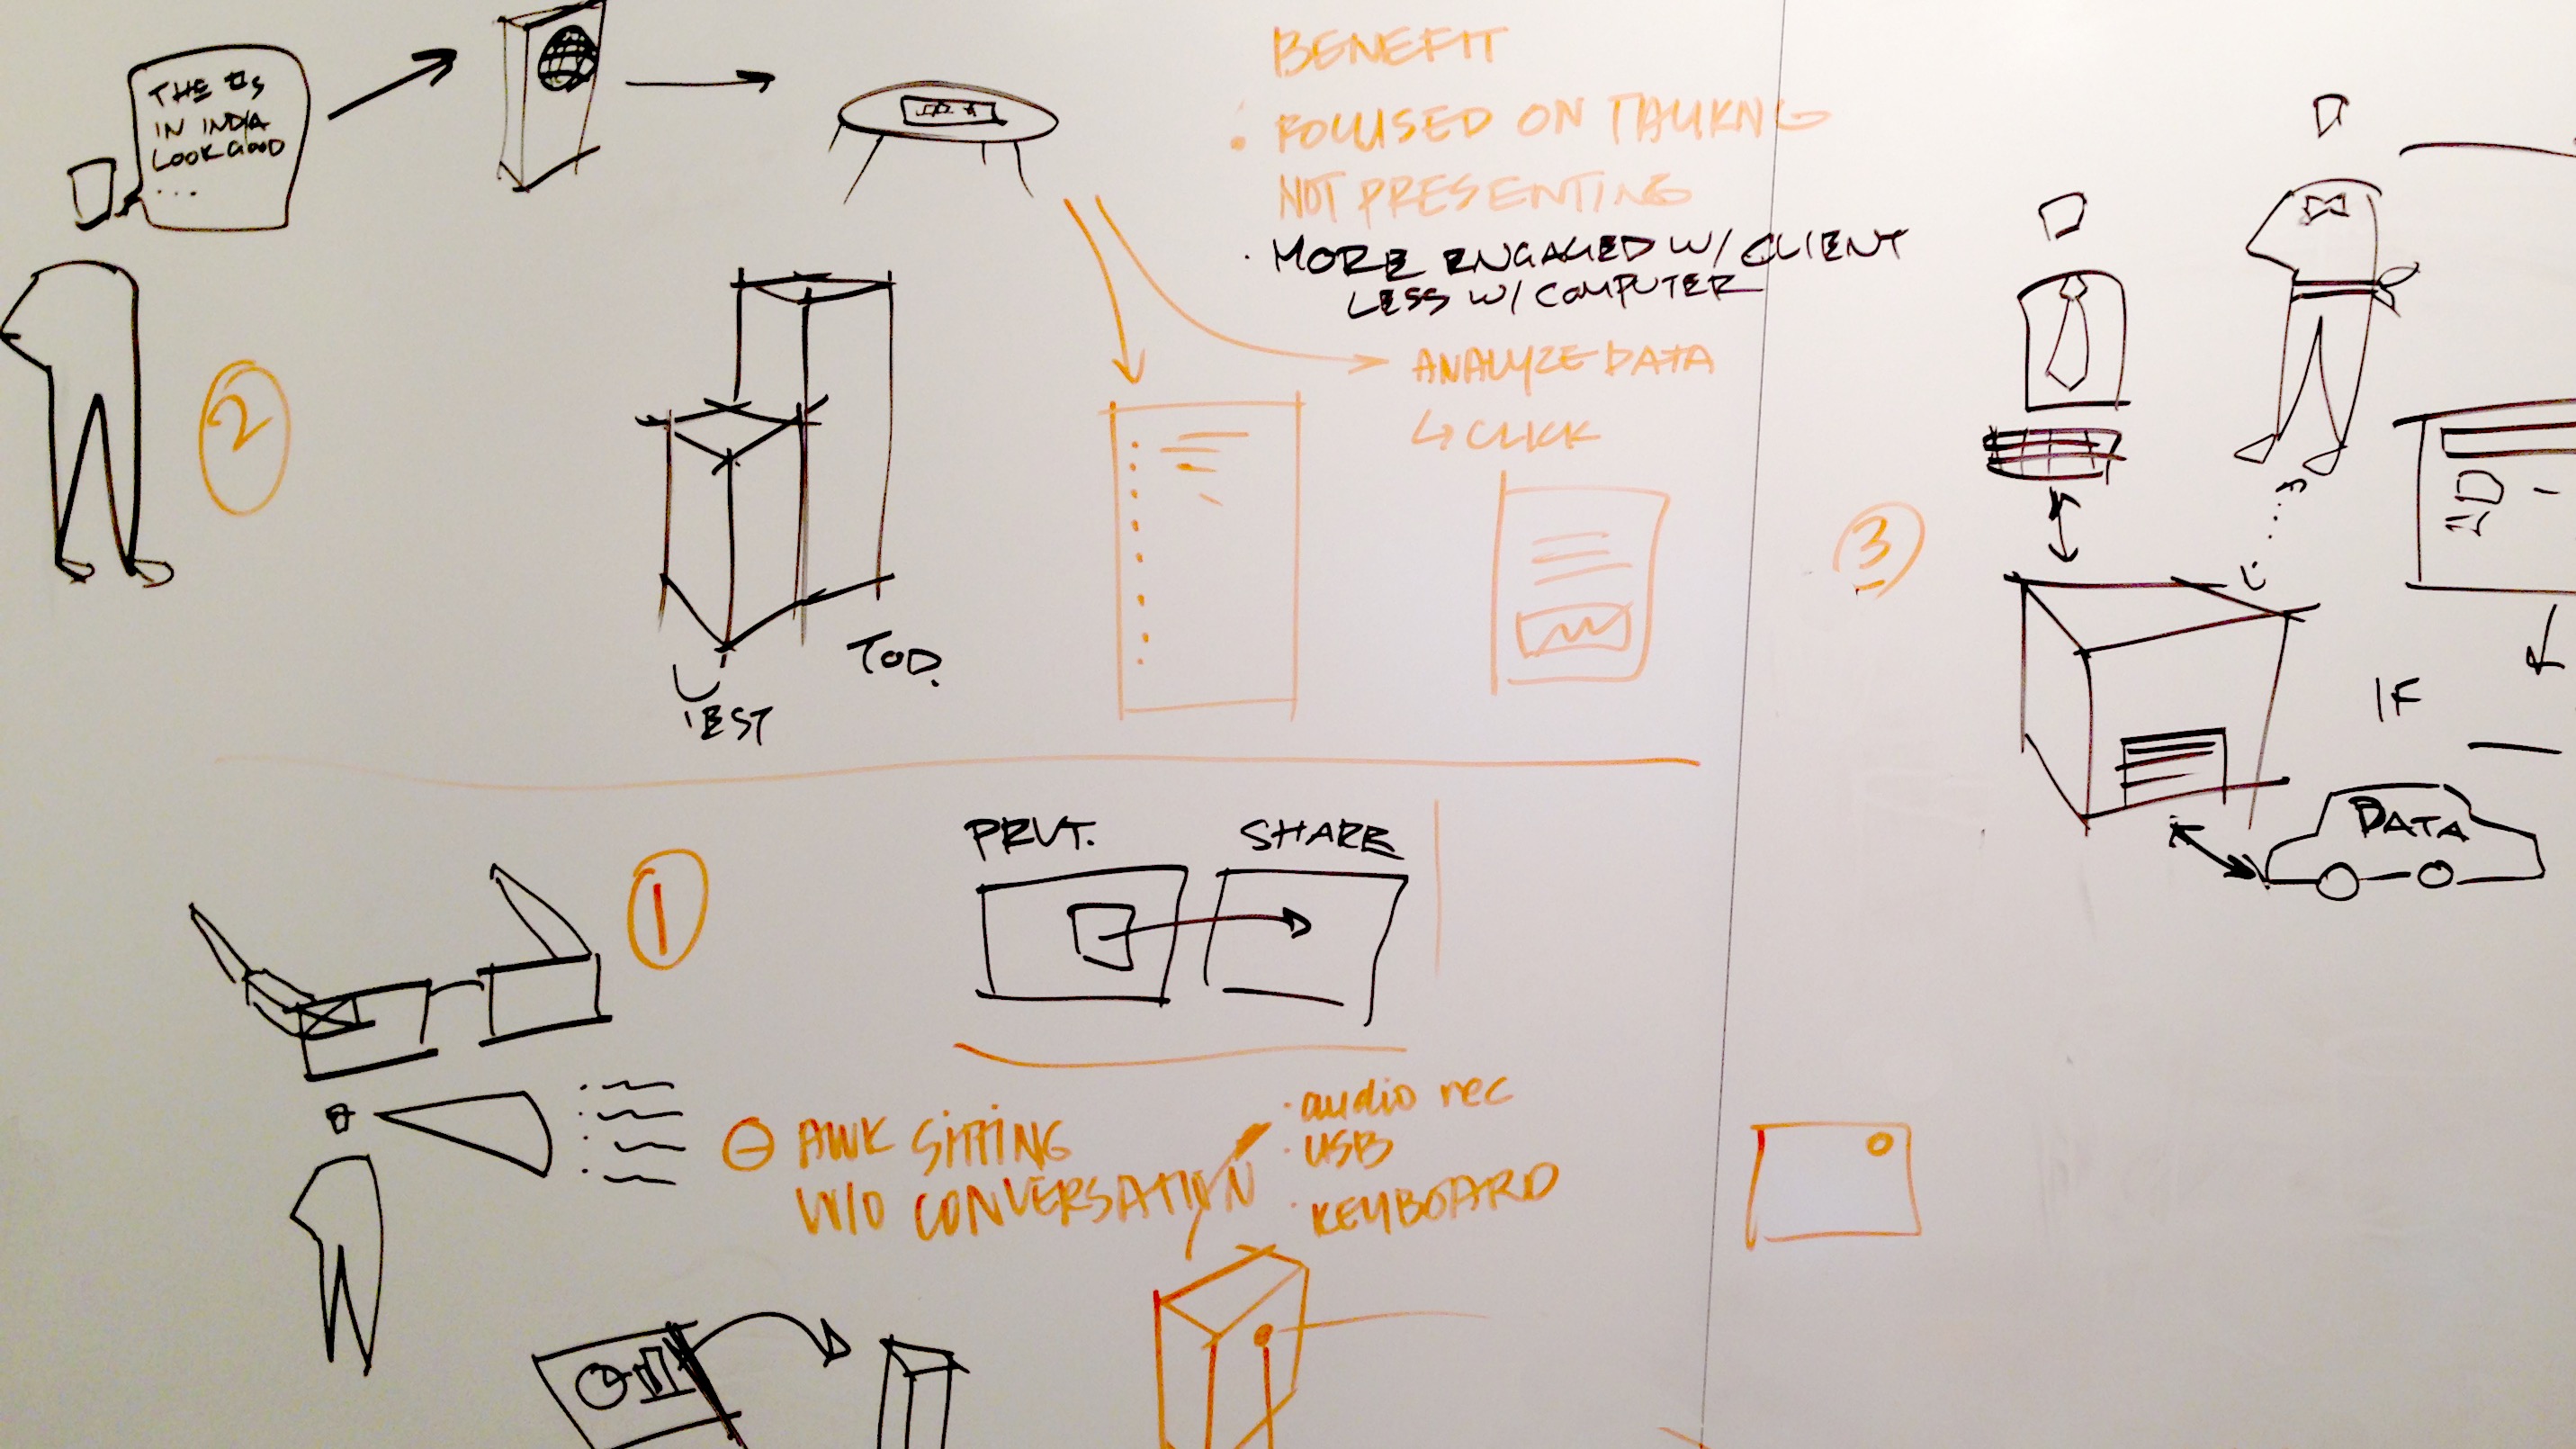 THE #s
IN INDIA
LOOK GOOD
...
2
BENEFIT
• FOCUSED ON TALKING
NOT PRESENTING
• MORE ENGAGED W/ CLIENT
LESS W/ COMPUTER
ANALYZE DATA
↳ CLICK
TOD.
YEST
3
IF
DATA
1
PRVT.
SHARE
⊖ AWK SITTING
W/O CONVERSATION
· audio rec
· USB
· KEYBOARD